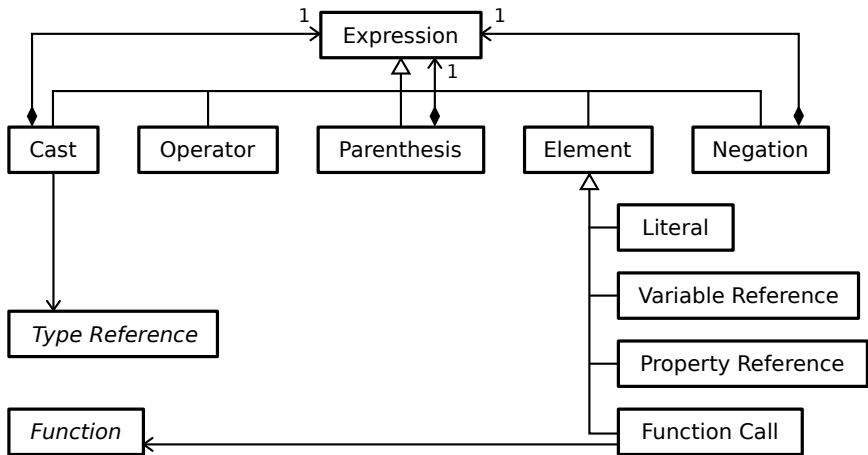 1
Expression
1
1
Cast
Operator
Parenthesis
Element
Negation
Literal
Variable Reference
Type Reference
Property Reference
Function
Function Call